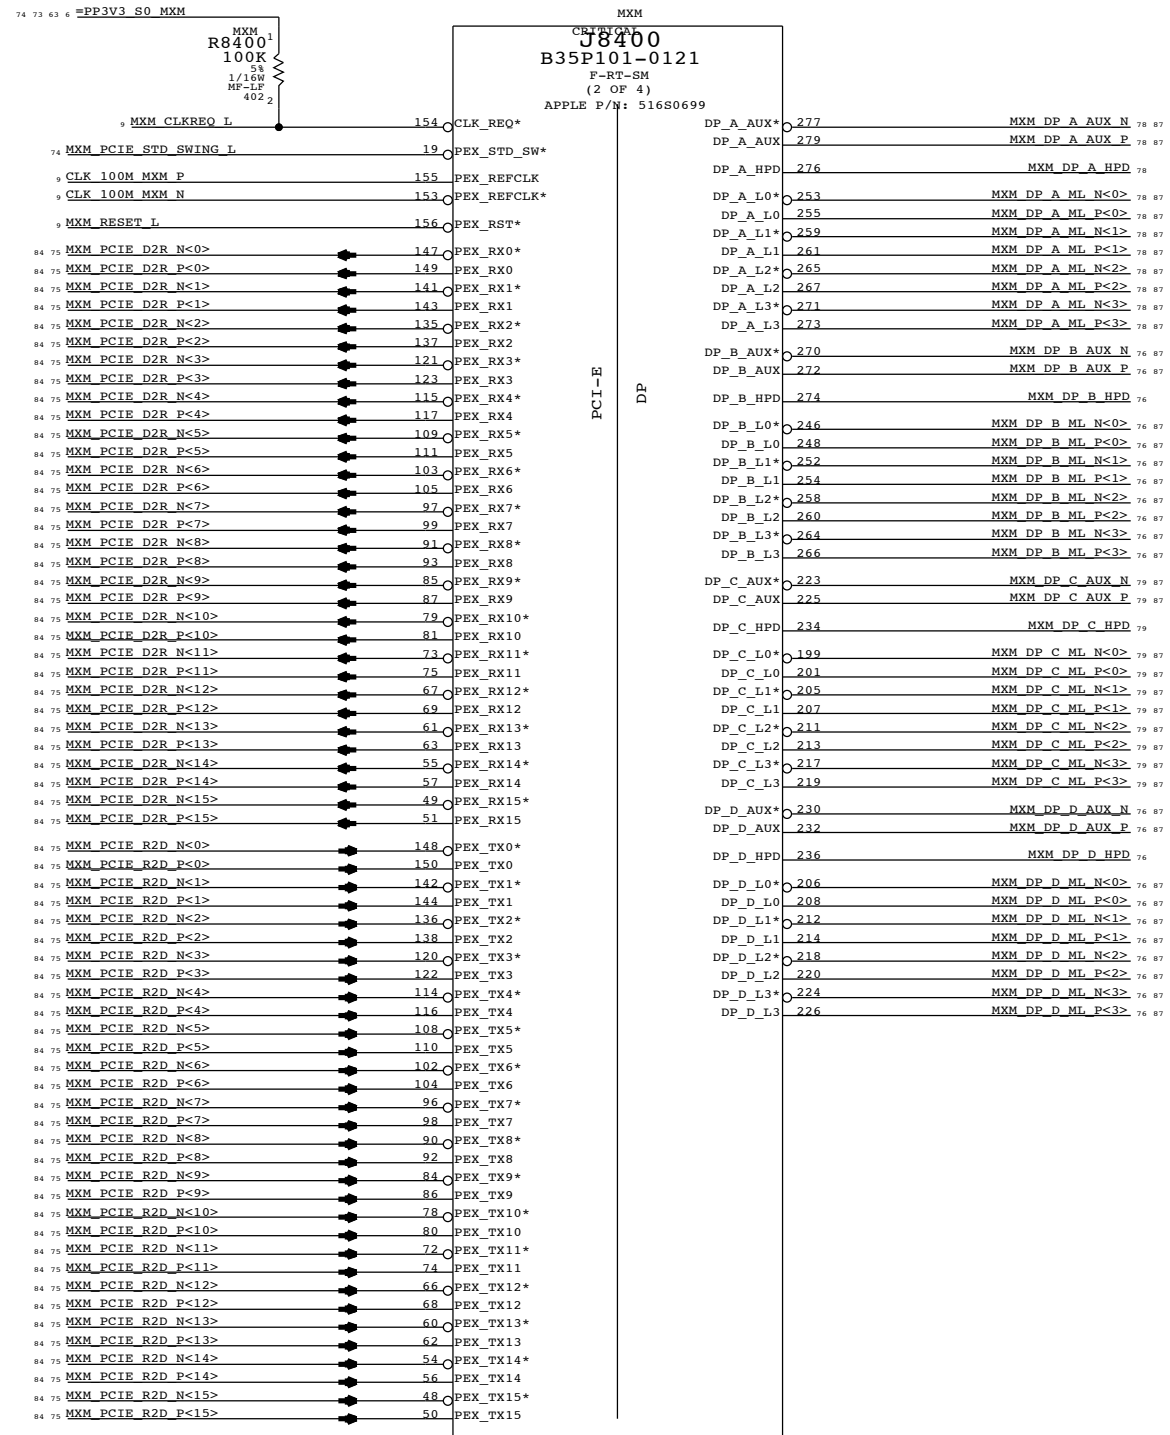 74 73 63 6 =PP3V3_S0_MXM
MXM
R8400 1
100K
5%
1/16W
MF-LF
402 2
MXM
CRITICAL
J8400
B35P101-0121
F-RT-SM
(2 OF 4)
APPLE P/N: 516S0699
PCI-E
DP
9 MXM_CLKREQ_L 154 CLK_REQ*
74 MXM_PCIE_STD_SWING_L 19 PEX_STD_SW*
9 CLK_100M_MXM_P 155 PEX_REFCLK
9 CLK_100M_MXM_N 153 PEX_REFCLK*
9 MXM_RESET_L 156 PEX_RST*
84 75 MXM_PCIE_D2R_N<0> 147 PEX_RX0*
84 75 MXM_PCIE_D2R_P<0> 149 PEX_RX0
84 75 MXM_PCIE_D2R_N<1> 141 PEX_RX1*
84 75 MXM_PCIE_D2R_P<1> 143 PEX_RX1
84 75 MXM_PCIE_D2R_N<2> 135 PEX_RX2*
84 75 MXM_PCIE_D2R_P<2> 137 PEX_RX2
84 75 MXM_PCIE_D2R_N<3> 121 PEX_RX3*
84 75 MXM_PCIE_D2R_P<3> 123 PEX_RX3
84 75 MXM_PCIE_D2R_N<4> 115 PEX_RX4*
84 75 MXM_PCIE_D2R_P<4> 117 PEX_RX4
84 75 MXM_PCIE_D2R_N<5> 109 PEX_RX5*
84 75 MXM_PCIE_D2R_P<5> 111 PEX_RX5
84 75 MXM_PCIE_D2R_N<6> 103 PEX_RX6*
84 75 MXM_PCIE_D2R_P<6> 105 PEX_RX6
84 75 MXM_PCIE_D2R_N<7> 97 PEX_RX7*
84 75 MXM_PCIE_D2R_P<7> 99 PEX_RX7
84 75 MXM_PCIE_D2R_N<8> 91 PEX_RX8*
84 75 MXM_PCIE_D2R_P<8> 93 PEX_RX8
84 75 MXM_PCIE_D2R_N<9> 85 PEX_RX9*
84 75 MXM_PCIE_D2R_P<9> 87 PEX_RX9
84 75 MXM_PCIE_D2R_N<10> 79 PEX_RX10*
84 75 MXM_PCIE_D2R_P<10> 81 PEX_RX10
84 75 MXM_PCIE_D2R_N<11> 73 PEX_RX11*
84 75 MXM_PCIE_D2R_P<11> 75 PEX_RX11
84 75 MXM_PCIE_D2R_N<12> 67 PEX_RX12*
84 75 MXM_PCIE_D2R_P<12> 69 PEX_RX12
84 75 MXM_PCIE_D2R_N<13> 61 PEX_RX13*
84 75 MXM_PCIE_D2R_P<13> 63 PEX_RX13
84 75 MXM_PCIE_D2R_N<14> 55 PEX_RX14*
84 75 MXM_PCIE_D2R_P<14> 57 PEX_RX14
84 75 MXM_PCIE_D2R_N<15> 49 PEX_RX15*
84 75 MXM_PCIE_D2R_P<15> 51 PEX_RX15
84 75 MXM_PCIE_R2D_N<0> 148 PEX_TX0*
84 75 MXM_PCIE_R2D_P<0> 150 PEX_TX0
84 75 MXM_PCIE_R2D_N<1> 142 PEX_TX1*
84 75 MXM_PCIE_R2D_P<1> 144 PEX_TX1
84 75 MXM_PCIE_R2D_N<2> 136 PEX_TX2*
84 75 MXM_PCIE_R2D_P<2> 138 PEX_TX2
84 75 MXM_PCIE_R2D_N<3> 120 PEX_TX3*
84 75 MXM_PCIE_R2D_P<3> 122 PEX_TX3
84 75 MXM_PCIE_R2D_N<4> 114 PEX_TX4*
84 75 MXM_PCIE_R2D_P<4> 116 PEX_TX4
84 75 MXM_PCIE_R2D_N<5> 108 PEX_TX5*
84 75 MXM_PCIE_R2D_P<5> 110 PEX_TX5
84 75 MXM_PCIE_R2D_N<6> 102 PEX_TX6*
84 75 MXM_PCIE_R2D_P<6> 104 PEX_TX6
84 75 MXM_PCIE_R2D_N<7> 96 PEX_TX7*
84 75 MXM_PCIE_R2D_P<7> 98 PEX_TX7
84 75 MXM_PCIE_R2D_N<8> 90 PEX_TX8*
84 75 MXM_PCIE_R2D_P<8> 92 PEX_TX8
84 75 MXM_PCIE_R2D_N<9> 84 PEX_TX9*
84 75 MXM_PCIE_R2D_P<9> 86 PEX_TX9
84 75 MXM_PCIE_R2D_N<10> 78 PEX_TX10*
84 75 MXM_PCIE_R2D_P<10> 80 PEX_TX10
84 75 MXM_PCIE_R2D_N<11> 72 PEX_TX11*
84 75 MXM_PCIE_R2D_P<11> 74 PEX_TX11
84 75 MXM_PCIE_R2D_N<12> 66 PEX_TX12*
84 75 MXM_PCIE_R2D_P<12> 68 PEX_TX12
84 75 MXM_PCIE_R2D_N<13> 60 PEX_TX13*
84 75 MXM_PCIE_R2D_P<13> 62 PEX_TX13
84 75 MXM_PCIE_R2D_N<14> 54 PEX_TX14*
84 75 MXM_PCIE_R2D_P<14> 56 PEX_TX14
84 75 MXM_PCIE_R2D_N<15> 48 PEX_TX15*
84 75 MXM_PCIE_R2D_P<15> 50 PEX_TX15
DP_A_AUX* 277 MXM_DP_A_AUX_N 78 87
DP_A_AUX 279 MXM_DP_A_AUX_P 78 87
DP_A_HPD 276 MXM_DP_A_HPD 78
DP_A_L0* 253 MXM_DP_A_ML_N<0> 78 87
DP_A_L0 255 MXM_DP_A_ML_P<0> 78 87
DP_A_L1* 259 MXM_DP_A_ML_N<1> 78 87
DP_A_L1 261 MXM_DP_A_ML_P<1> 78 87
DP_A_L2* 265 MXM_DP_A_ML_N<2> 78 87
DP_A_L2 267 MXM_DP_A_ML_P<2> 78 87
DP_A_L3* 271 MXM_DP_A_ML_N<3> 78 87
DP_A_L3 273 MXM_DP_A_ML_P<3> 78 87
DP_B_AUX* 270 MXM_DP_B_AUX_N 76 87
DP_B_AUX 272 MXM_DP_B_AUX_P 76 87
DP_B_HPD 274 MXM_DP_B_HPD 76
DP_B_L0* 246 MXM_DP_B_ML_N<0> 76 87
DP_B_L0 248 MXM_DP_B_ML_P<0> 76 87
DP_B_L1* 252 MXM_DP_B_ML_N<1> 76 87
DP_B_L1 254 MXM_DP_B_ML_P<1> 76 87
DP_B_L2* 258 MXM_DP_B_ML_N<2> 76 87
DP_B_L2 260 MXM_DP_B_ML_P<2> 76 87
DP_B_L3* 264 MXM_DP_B_ML_N<3> 76 87
DP_B_L3 266 MXM_DP_B_ML_P<3> 76 87
DP_C_AUX* 223 MXM_DP_C_AUX_N 79 87
DP_C_AUX 225 MXM_DP_C_AUX_P 79 87
DP_C_HPD 234 MXM_DP_C_HPD 79
DP_C_L0* 199 MXM_DP_C_ML_N<0> 79 87
DP_C_L0 201 MXM_DP_C_ML_P<0> 79 87
DP_C_L1* 205 MXM_DP_C_ML_N<1> 79 87
DP_C_L1 207 MXM_DP_C_ML_P<1> 79 87
DP_C_L2* 211 MXM_DP_C_ML_N<2> 79 87
DP_C_L2 213 MXM_DP_C_ML_P<2> 79 87
DP_C_L3* 217 MXM_DP_C_ML_N<3> 79 87
DP_C_L3 219 MXM_DP_C_ML_P<3> 79 87
DP_D_AUX* 230 MXM_DP_D_AUX_N 76 87
DP_D_AUX 232 MXM_DP_D_AUX_P 76 87
DP_D_HPD 236 MXM_DP_D_HPD 76
DP_D_L0* 206 MXM_DP_D_ML_N<0> 76 87
DP_D_L0 208 MXM_DP_D_ML_P<0> 76 87
DP_D_L1* 212 MXM_DP_D_ML_N<1> 76 87
DP_D_L1 214 MXM_DP_D_ML_P<1> 76 87
DP_D_L2* 218 MXM_DP_D_ML_N<2> 76 87
DP_D_L2 220 MXM_DP_D_ML_P<2> 76 87
DP_D_L3* 224 MXM_DP_D_ML_N<3> 76 87
DP_D_L3 226 MXM_DP_D_ML_P<3> 76 87